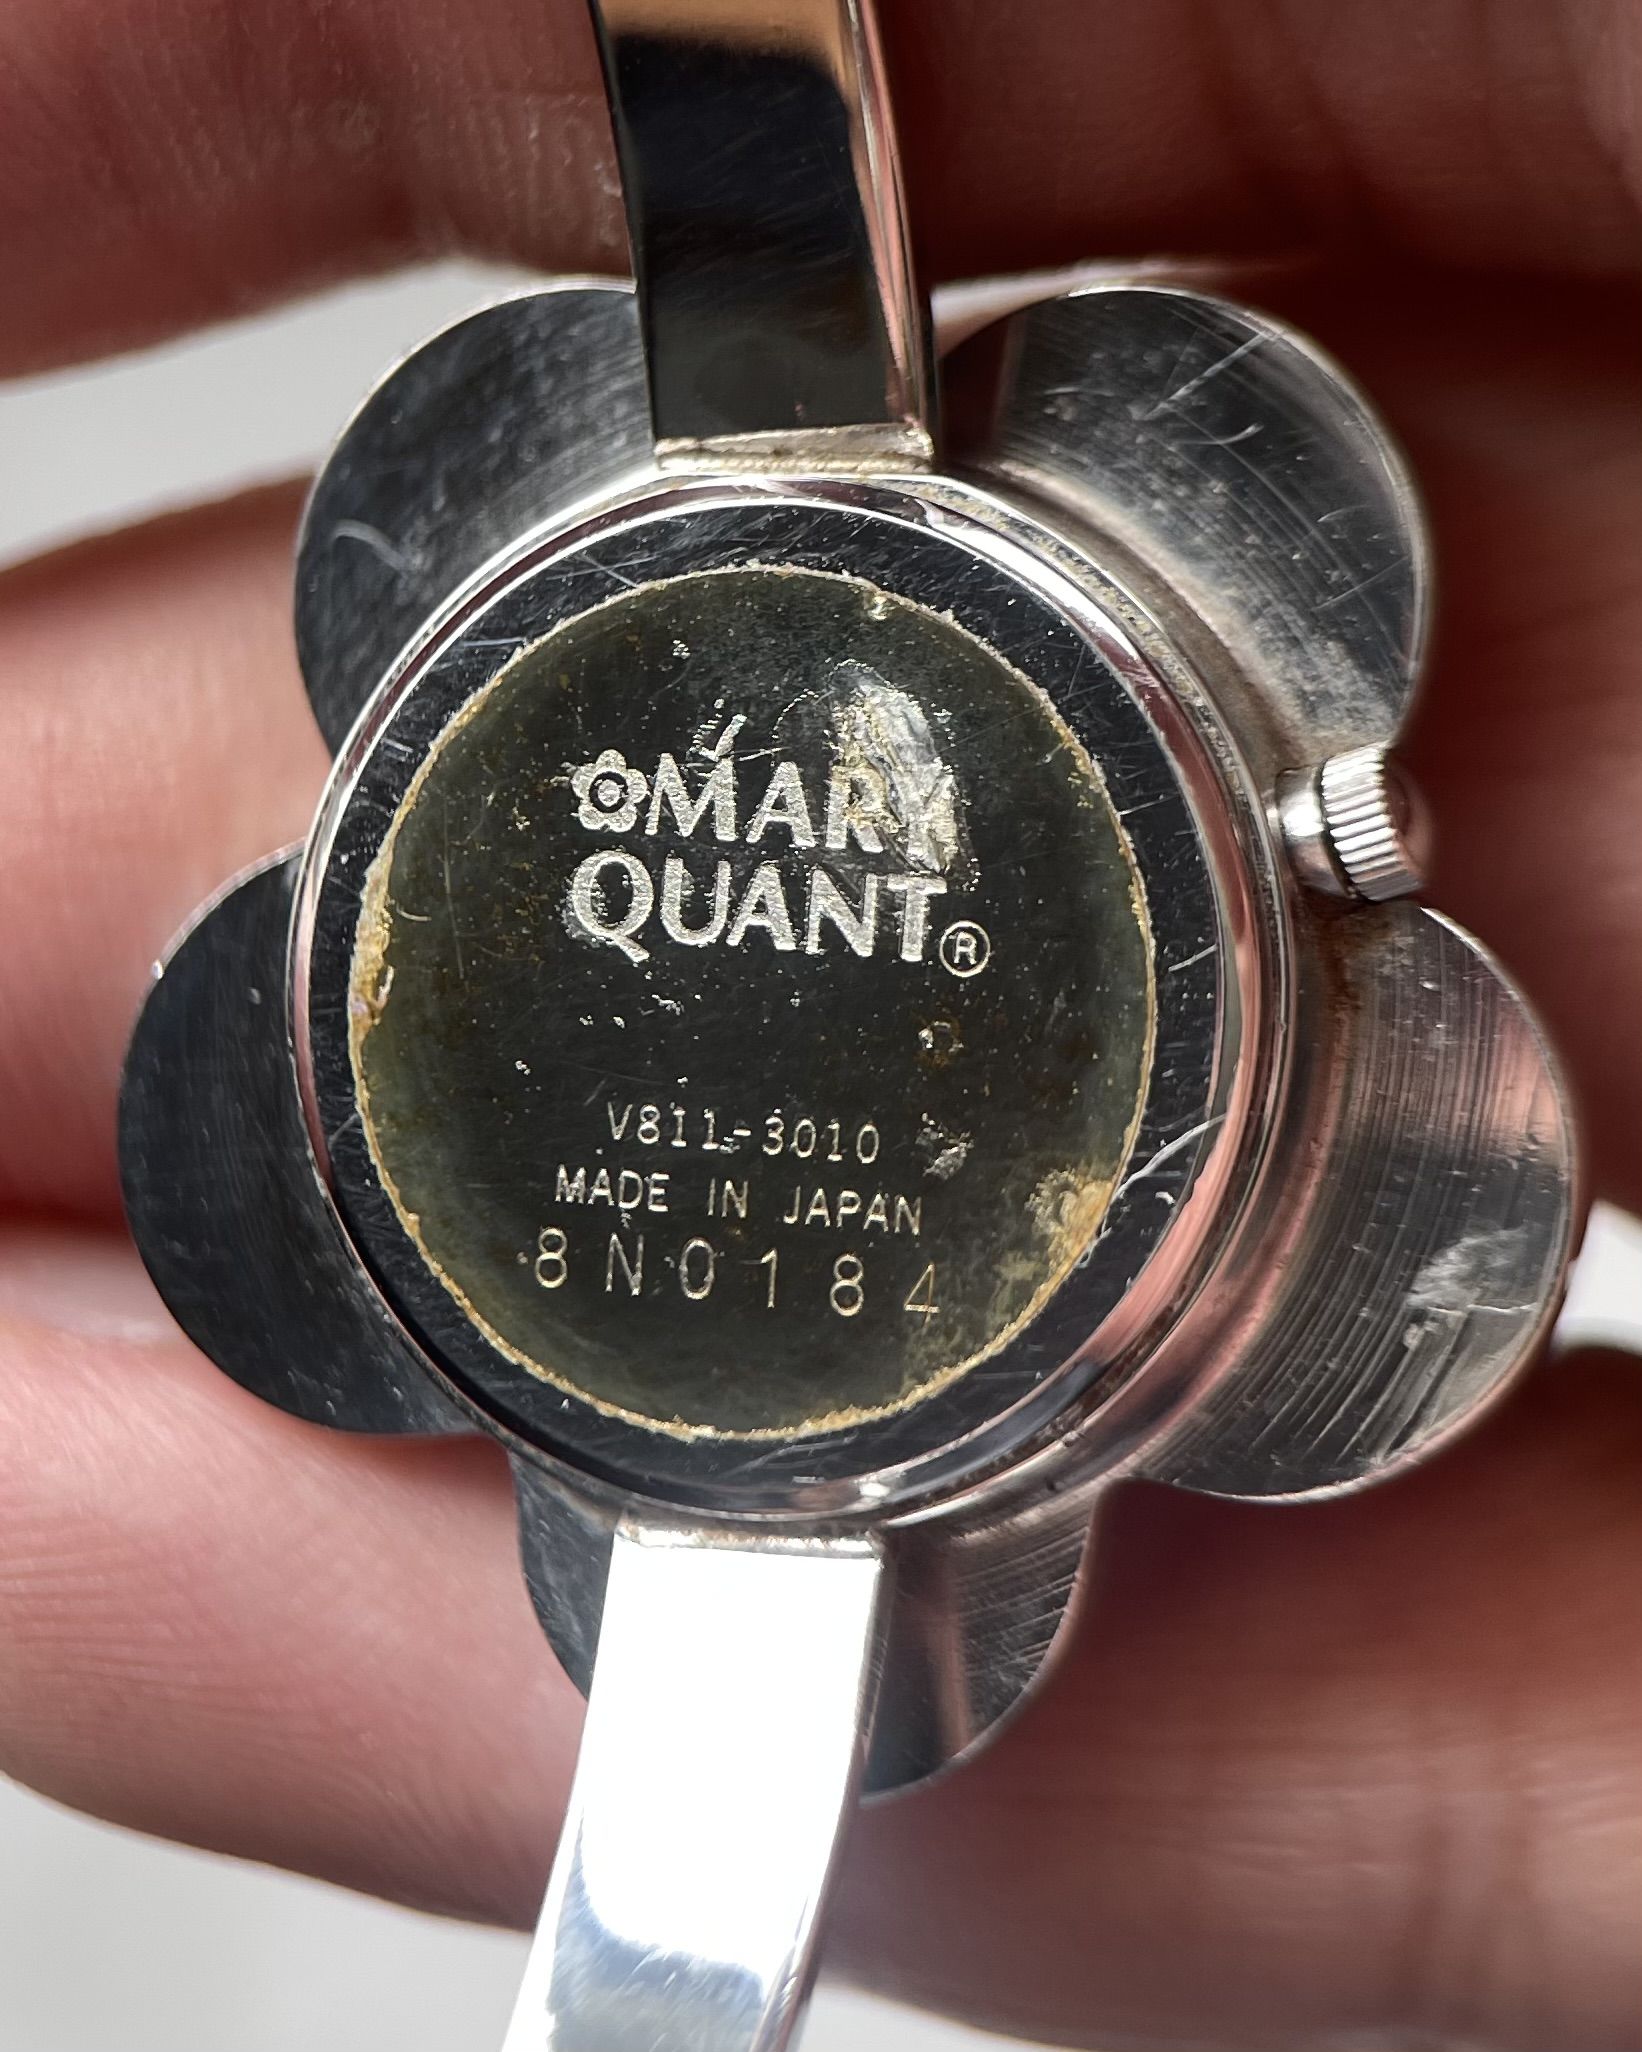 MARY
QUANT®
V811-3010
MADE IN JAPAN
8N0184